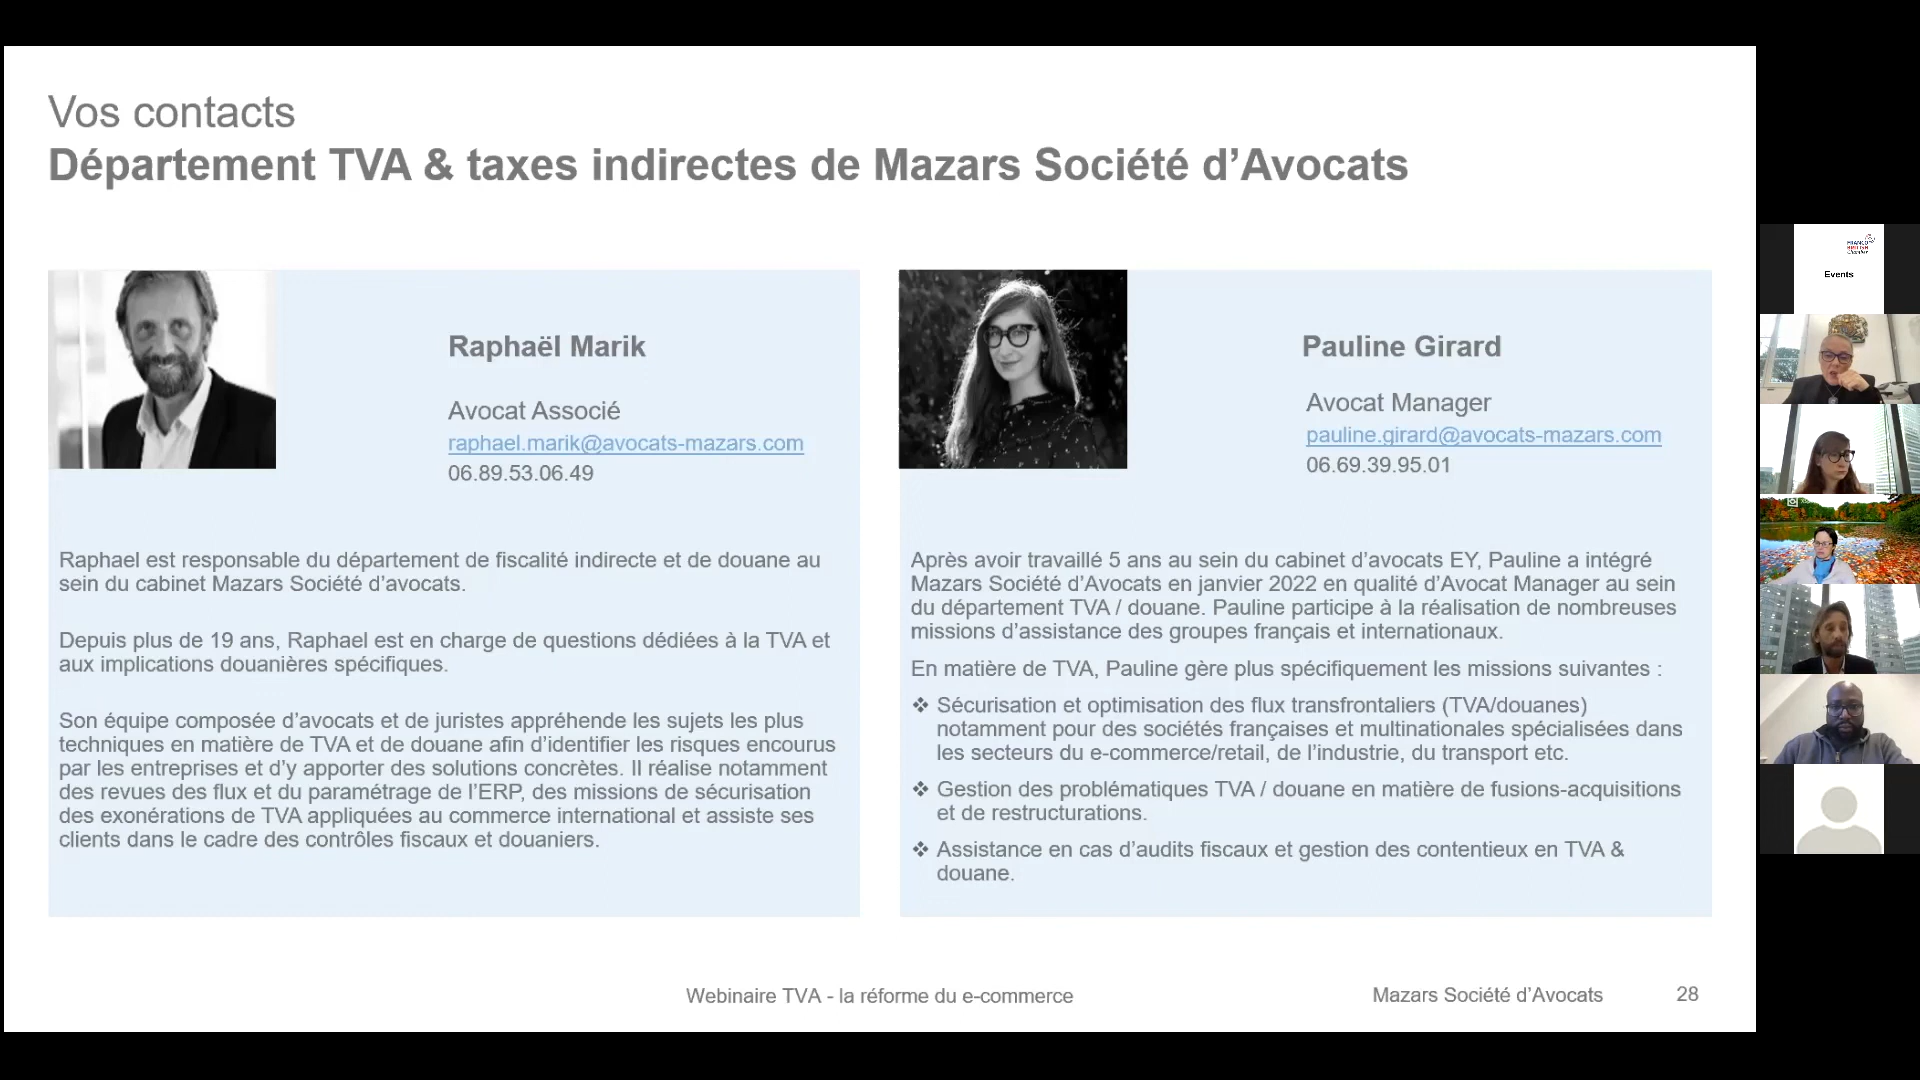 Vos contacts
Département TVA & taxes indirectes de Mazars Société d’Avocats
Raphaël Marik
Avocat Associé
raphael.marik@avocats-mazars.com
06.89.53.06.49
Raphael est responsable du département de fiscalité indirecte et de douane au
sein du cabinet Mazars Société d’avocats.
Depuis plus de 19 ans, Raphael est en charge de questions dédiées à la TVA et
aux implications douanières spécifiques.
Son équipe composée d’avocats et de juristes appréhende les sujets les plus
techniques en matière de TVA et de douane afin d’identifier les risques encourus
par les entreprises et d’y apporter des solutions concrètes. Il réalise notamment
des revues des flux et du paramétrage de l’ERP, des missions de sécurisation
des exonérations de TVA appliquées au commerce international et assiste ses
clients dans le cadre des contrôles fiscaux et douaniers.
Pauline Girard
Avocat Manager
pauline.girard@avocats-mazars.com
06.69.39.95.01
Après avoir travaillé 5 ans au sein du cabinet d’avocats EY, Pauline a intégré
Mazars Société d’Avocats en janvier 2022 en qualité d’Avocat Manager au sein
du département TVA / douane. Pauline participe à la réalisation de nombreuses
missions d’assistance des groupes français et internationaux.
En matière de TVA, Pauline gère plus spécifiquement les missions suivantes :
❖ Sécurisation et optimisation des flux transfrontaliers (TVA/douanes)
notamment pour des sociétés françaises et multinationales spécialisées dans
les secteurs du e-commerce/retail, de l’industrie, du transport etc.
❖ Gestion des problématiques TVA / douane en matière de fusions-acquisitions
et de restructurations.
❖ Assistance en cas d’audits fiscaux et gestion des contentieux en TVA &
douane.
Webinaire TVA - la réforme du e-commerce
Mazars Société d’Avocats
28
FRANCO
BRITISH
Chamber
Events